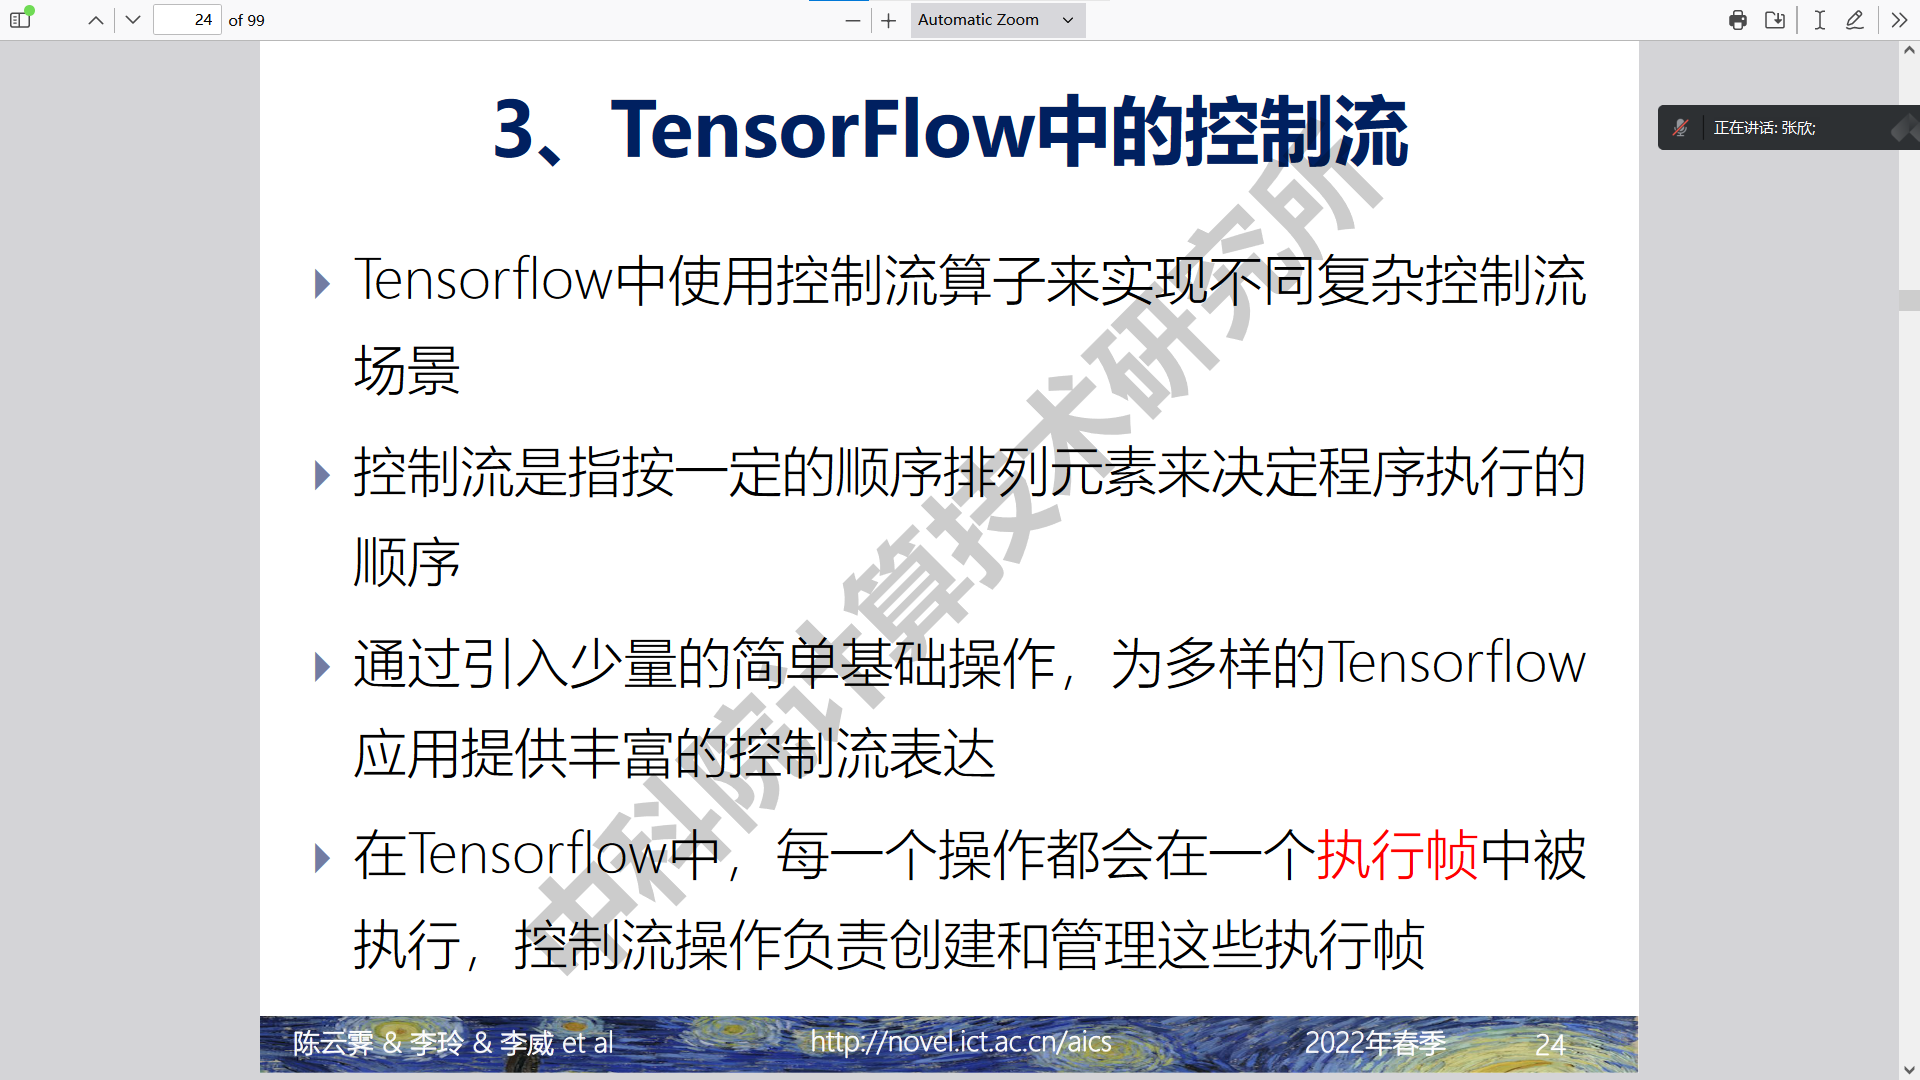 24 of 99 Automatic Zoom
正在讲话: 张欣;
3、TensorFlow中的控制流
Tensorflow中使用控制流算子来实现不同复杂控制流
场景
控制流是指按一定的顺序排列元素来决定程序执行的
顺序
通过引入少量的简单基础操作，为多样的Tensorflow
应用提供丰富的控制流表达
在Tensorflow中，每一个操作都会在一个执行帧中被
执行，控制流操作负责创建和管理这些执行帧
中科院计算技术研究所
陈云霁 & 李玲 & 李威 et al http://novel.ict.ac.cn/aics 2022年春季 24